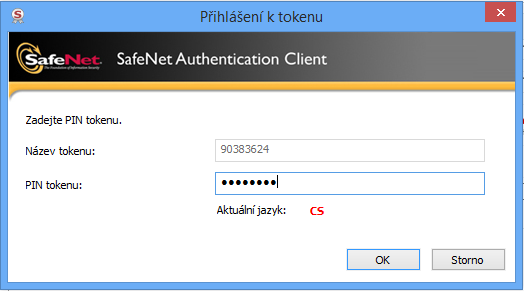 Přihlášení k tokenu
SafeNet.
The Foundation of Information Security
SafeNet Authentication Client
Zadejte PIN tokenu.
Název tokenu:
90383624
PIN tokenu:
●●●●●●●●
Aktuální jazyk:
CS
OK
Storno